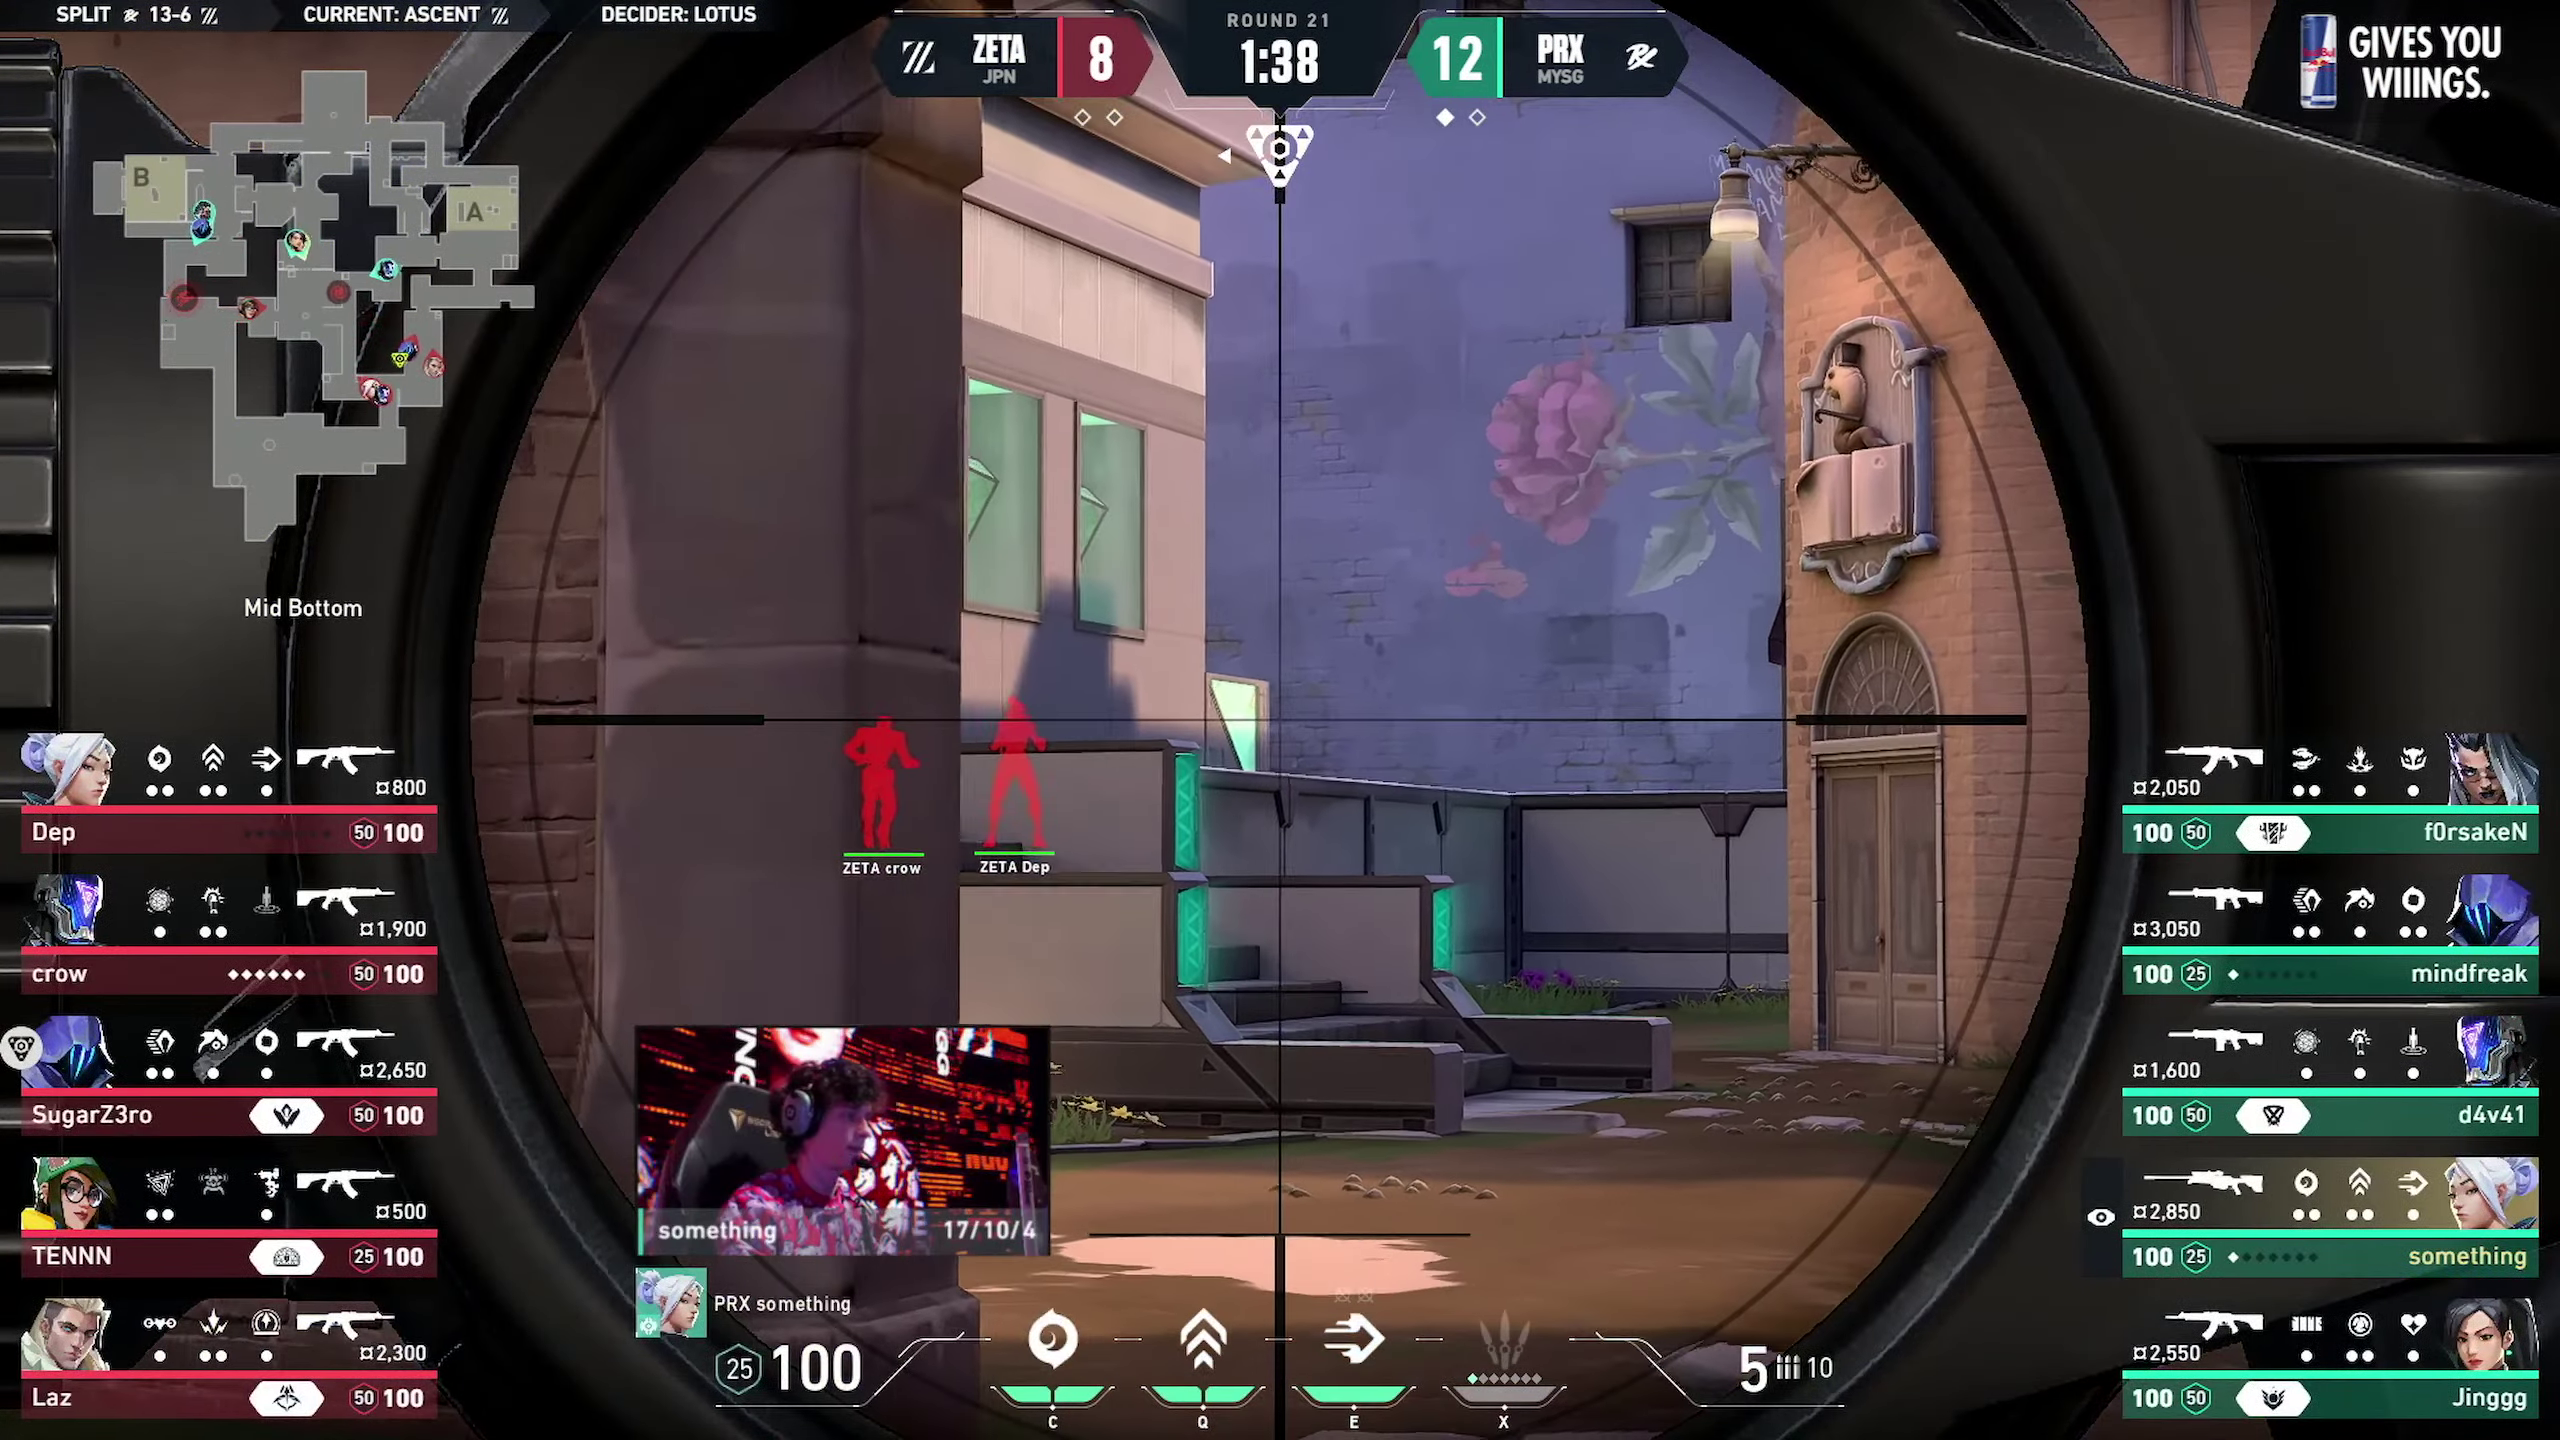 SPLIT 13-6 CURRENT: ASCENT DECIDER: LOTUS
ZETA
JPN
8
ROUND 21
1:38
12
PRX
MYSG
GIVES YOU
WIIINGS.
B
A
Mid Bottom
ZETA crow
ZETA Dep
800
Dep
50 100
1,900
crow
50 100
2,650
SugarZ3ro
50 100
500
TENNN
25 100
2,300
Laz
50 100
2,050
100 50
f0rsakeN
3,050
100 25
mindfreak
1,600
100 50
d4v41
2,850
100 25
something
2,550
100 50
Jinggg
something 17/10/4
PRX something
25 100
C Q E X
5 10